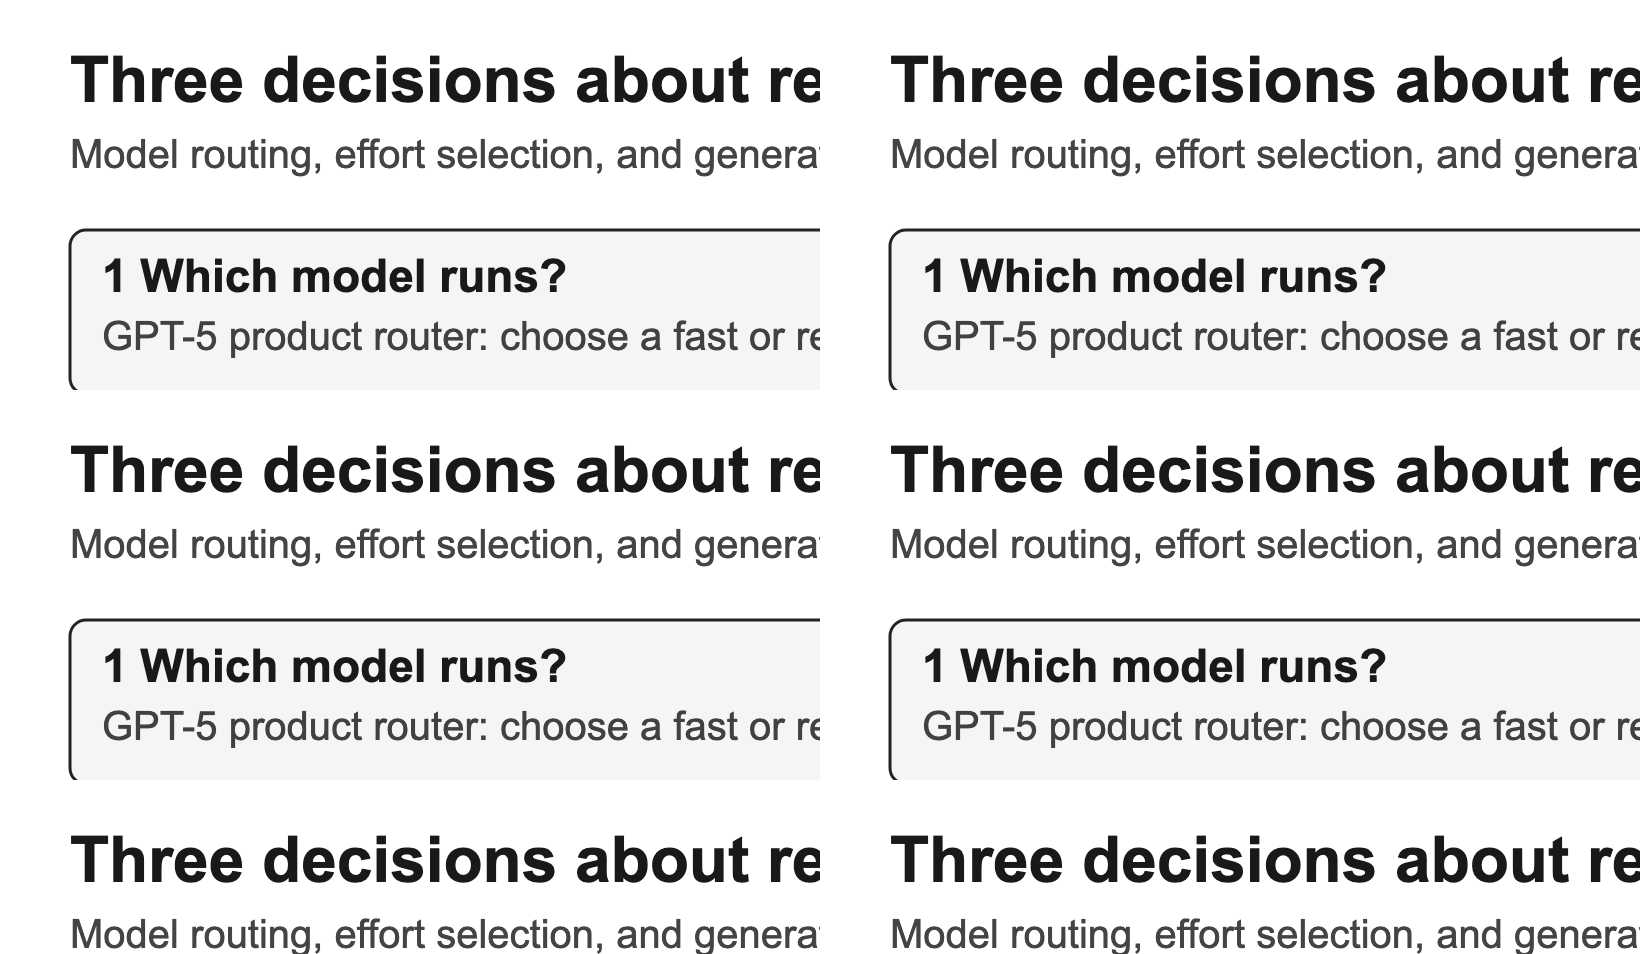 Three decisions about re
Model routing, effort selection, and genera
1 Which model runs?
GPT-5 product router: choose a fast or re
Three decisions about re
Model routing, effort selection, and genera
1 Which model runs?
GPT-5 product router: choose a fast or re
Three decisions about re
Model routing, effort selection, and genera
1 Which model runs?
GPT-5 product router: choose a fast or re
Three decisions about re
Model routing, effort selection, and genera
1 Which model runs?
GPT-5 product router: choose a fast or re
Three decisions about re
Model routing, effort selection, and genera
Three decisions about re
Model routing, effort selection, and genera